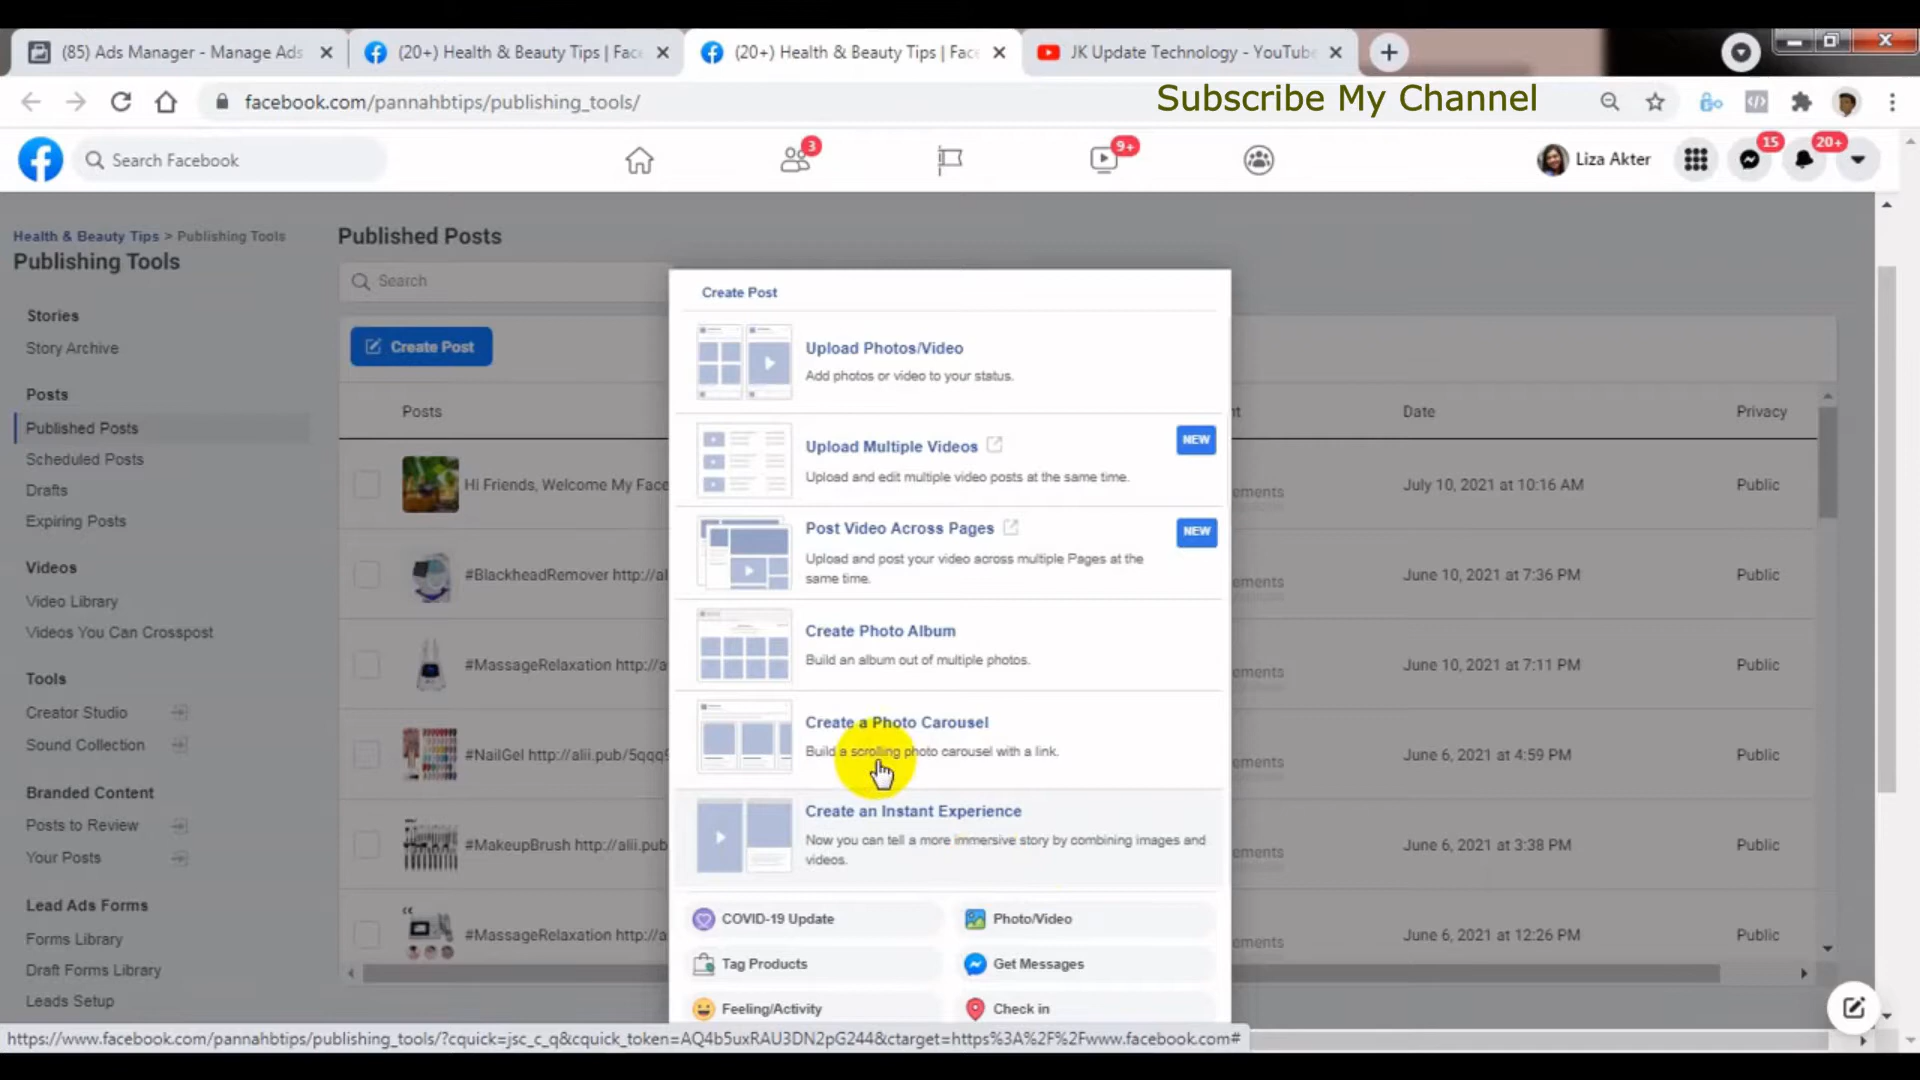 (85) Ads Manager - Manage Ads
(20+) Health & Beauty Tips | Face
(20+) Health & Beauty Tips | Face
JK Update Technology - YouTube
facebook.com/pannahbtips/publishing_tools/
Subscribe My Channel
Search Facebook
3
9+
Liza Akter
15
20+
Health & Beauty Tips > Publishing Tools
Publishing Tools
Stories
Story Archive
Posts
Published Posts
Scheduled Posts
Drafts
Expiring Posts
Videos
Video Library
Videos You Can Crosspost
Tools
Creator Studio
Sound Collection
Branded Content
Posts to Review
Your Posts
Lead Ads Forms
Forms Library
Draft Forms Library
Leads Setup
Published Posts
Search
Create Post
Posts
Date
Privacy
Hi Friends, Welcome My Face
July 10, 2021 at 10:16 AM
Public
#BlackheadRemover http://al
June 10, 2021 at 7:36 PM
Public
#MassageRelaxation http://a
June 10, 2021 at 7:11 PM
Public
#NailGel http://alii.pub/5qqq9
June 6, 2021 at 4:59 PM
Public
#MakeupBrush http://alii.pub
June 6, 2021 at 3:38 PM
Public
#MassageRelaxation http://a
June 6, 2021 at 12:26 PM
Public
ements
ements
ements
ements
ements
ements
Create Post
Upload Photos/Video
Add photos or video to your status.
Upload Multiple Videos
NEW
Upload and edit multiple video posts at the same time.
Post Video Across Pages
NEW
Upload and post your video across multiple Pages at the
same time.
Create Photo Album
Build an album out of multiple photos.
Create a Photo Carousel
Build a scrolling photo carousel with a link.
Create an Instant Experience
Now you can tell a more immersive story by combining images and
videos.
COVID-19 Update
Photo/Video
Tag Products
Get Messages
Feeling/Activity
Check in
https://www.facebook.com/pannahbtips/publishing_tools/?cquick=jsc_c_q&cquick_token=AQ4b5uxRAU3DN2pG244&ctarget=https%3A%2F%2Fwww.facebook.com#